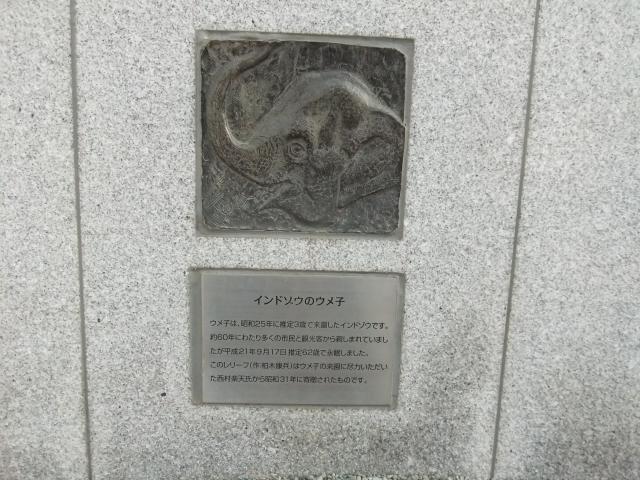 インドゾウのウメ子
ウメ子は、昭和25年に推定3歳で来園したインドゾウです。
約60年にわたり多くの市民と観光客から親しまれていまし
たが平成21年9月17日推定62歳で永眠しました。
このレリーフ(作:柏木康兵)はウメ子の来園に尽力いただい
た西村楽天氏から昭和31年に寄贈されたものです。